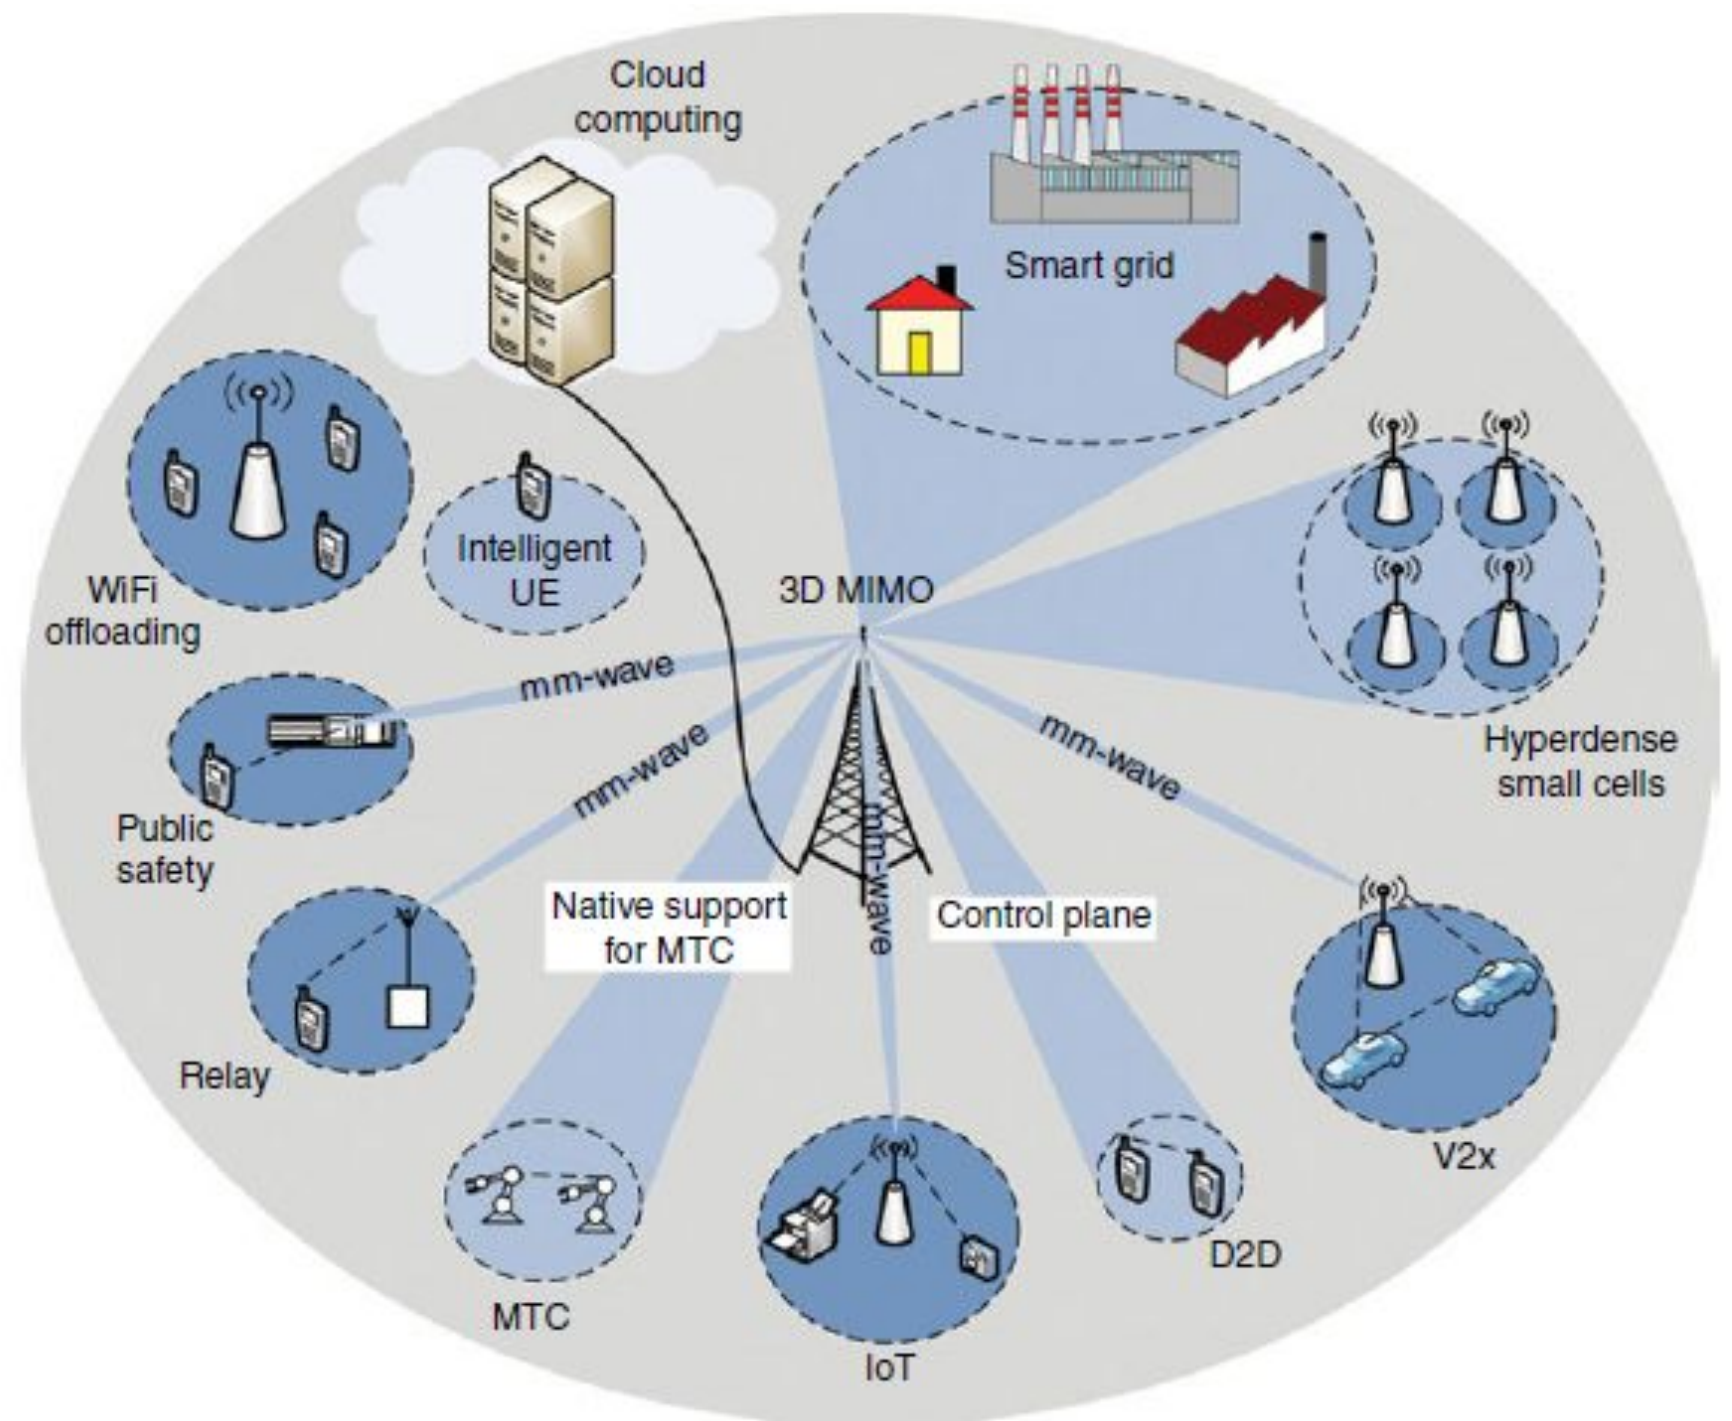 Cloud
computing
Smart grid
WiFi
offloading
Intelligent
UE
3D MIMO
mm-wave
mm-wave
mm-wave
mm-wave
Hyperdense
small cells
Public
safety
Native support
for MTC
Control plane
Relay
V2x
D2D
MTC
IoT